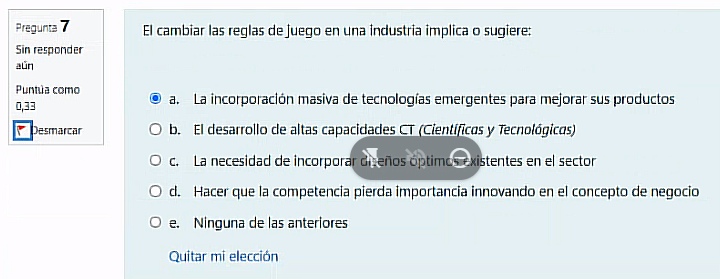 Pregunta 7
Sin responder
aún
Puntúa como
0,33
Desmarcar
El cambiar las reglas de juego en una industria implica o sugiere:
a. La incorporación masiva de tecnologías emergentes para mejorar sus productos
b. El desarrollo de altas capacidades CT (Científicas y Tecnológicas)
c. La necesidad de incorporar diseños óptimos existentes en el sector
d. Hacer que la competencia pierda importancia innovando en el concepto de negocio
e. Ninguna de las anteriores
Quitar mi elección